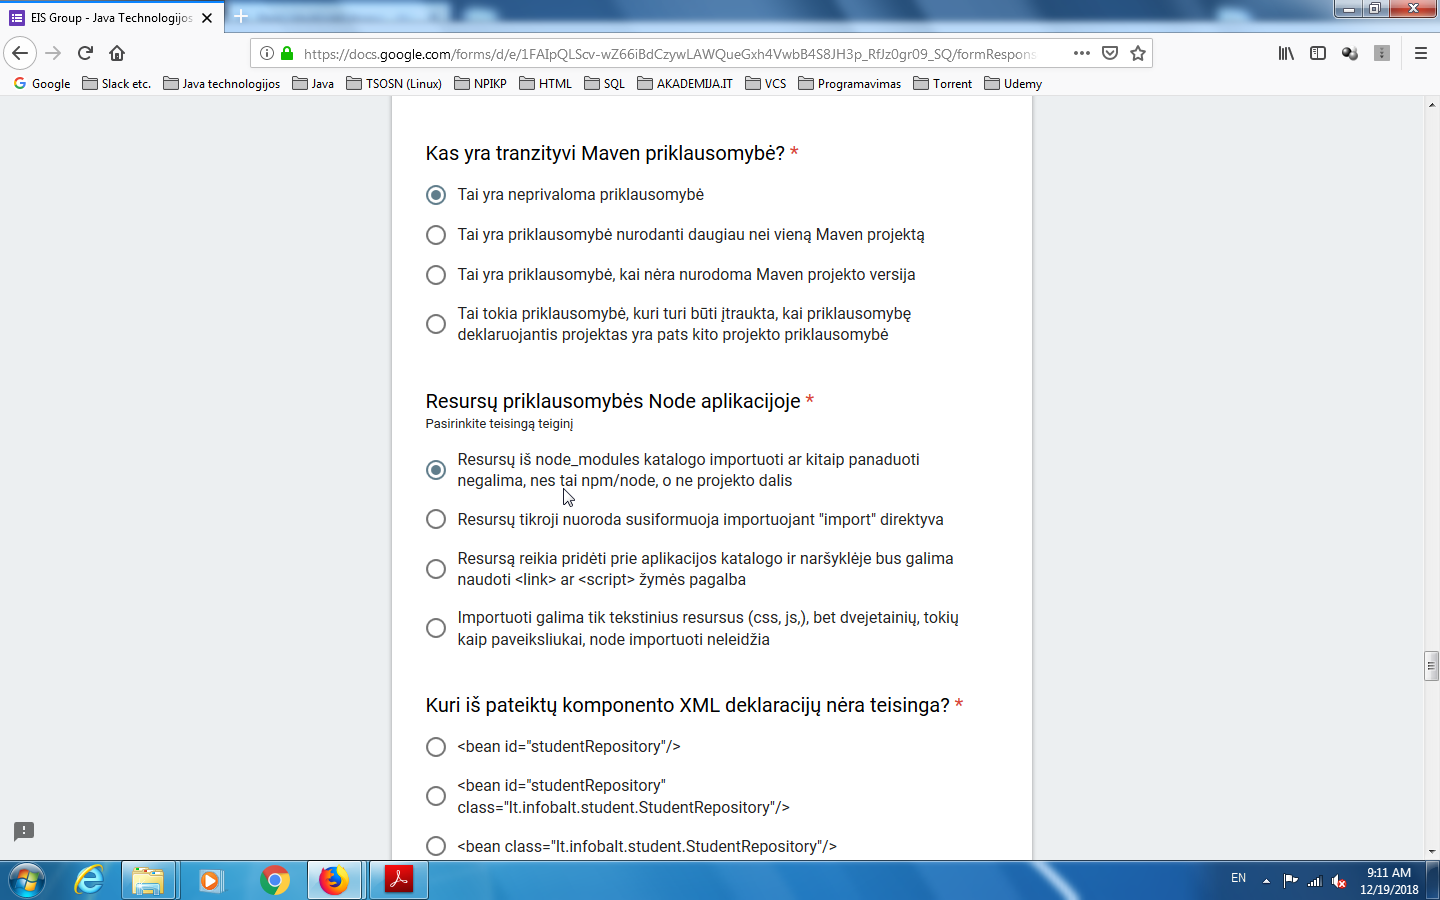 EIS Group - Java Technologijos
https://docs.google.com/forms/d/e/1FAIpQLScv-wZ66iBdCzywLAWQueGxh4VwbB4S8JH3p_RfJz0gr09_SQ/formRespons
Google Slack etc. Java technologijos Java TSOSN (Linux) NPIKP HTML SQL AKADEMIJA.IT VCS Programavimas Torrent Udemy
Kas yra tranzityvi Maven priklausomybė? *
Tai yra neprivaloma priklausomybė
Tai yra priklausomybė nurodanti daugiau nei vieną Maven projektą
Tai yra priklausomybė, kai nėra nurodoma Maven projekto versija
Tai tokia priklausomybė, kuri turi būti įtraukta, kai priklausomybę
deklaruojantis projektas yra pats kito projekto priklausomybė
Resursų priklausomybės Node aplikacijoje *
Pasirinkite teisingą teiginį
Resursų iš node_modules katalogo importuoti ar kitaip panaduoti
negalima, nes tai npm/node, o ne projekto dalis
Resursų tikroji nuoroda susiformuoja importuojant "import" direktyva
Resursą reikia pridėti prie aplikacijos katalogo ir naršyklėje bus galima
naudoti <link> ar <script> žymės pagalba
Importuoti galima tik tekstinius resursus (css, js,), bet dvejetainių, tokių
kaip paveiksliukai, node importuoti neleidžia
Kuri iš pateiktų komponento XML deklaracijų nėra teisinga? *
<bean id="studentRepository"/>
<bean id="studentRepository"
class="lt.infobalt.student.StudentRepository"/>
<bean class="lt.infobalt.student.StudentRepository"/>
EN
9:11 AM
12/19/2018